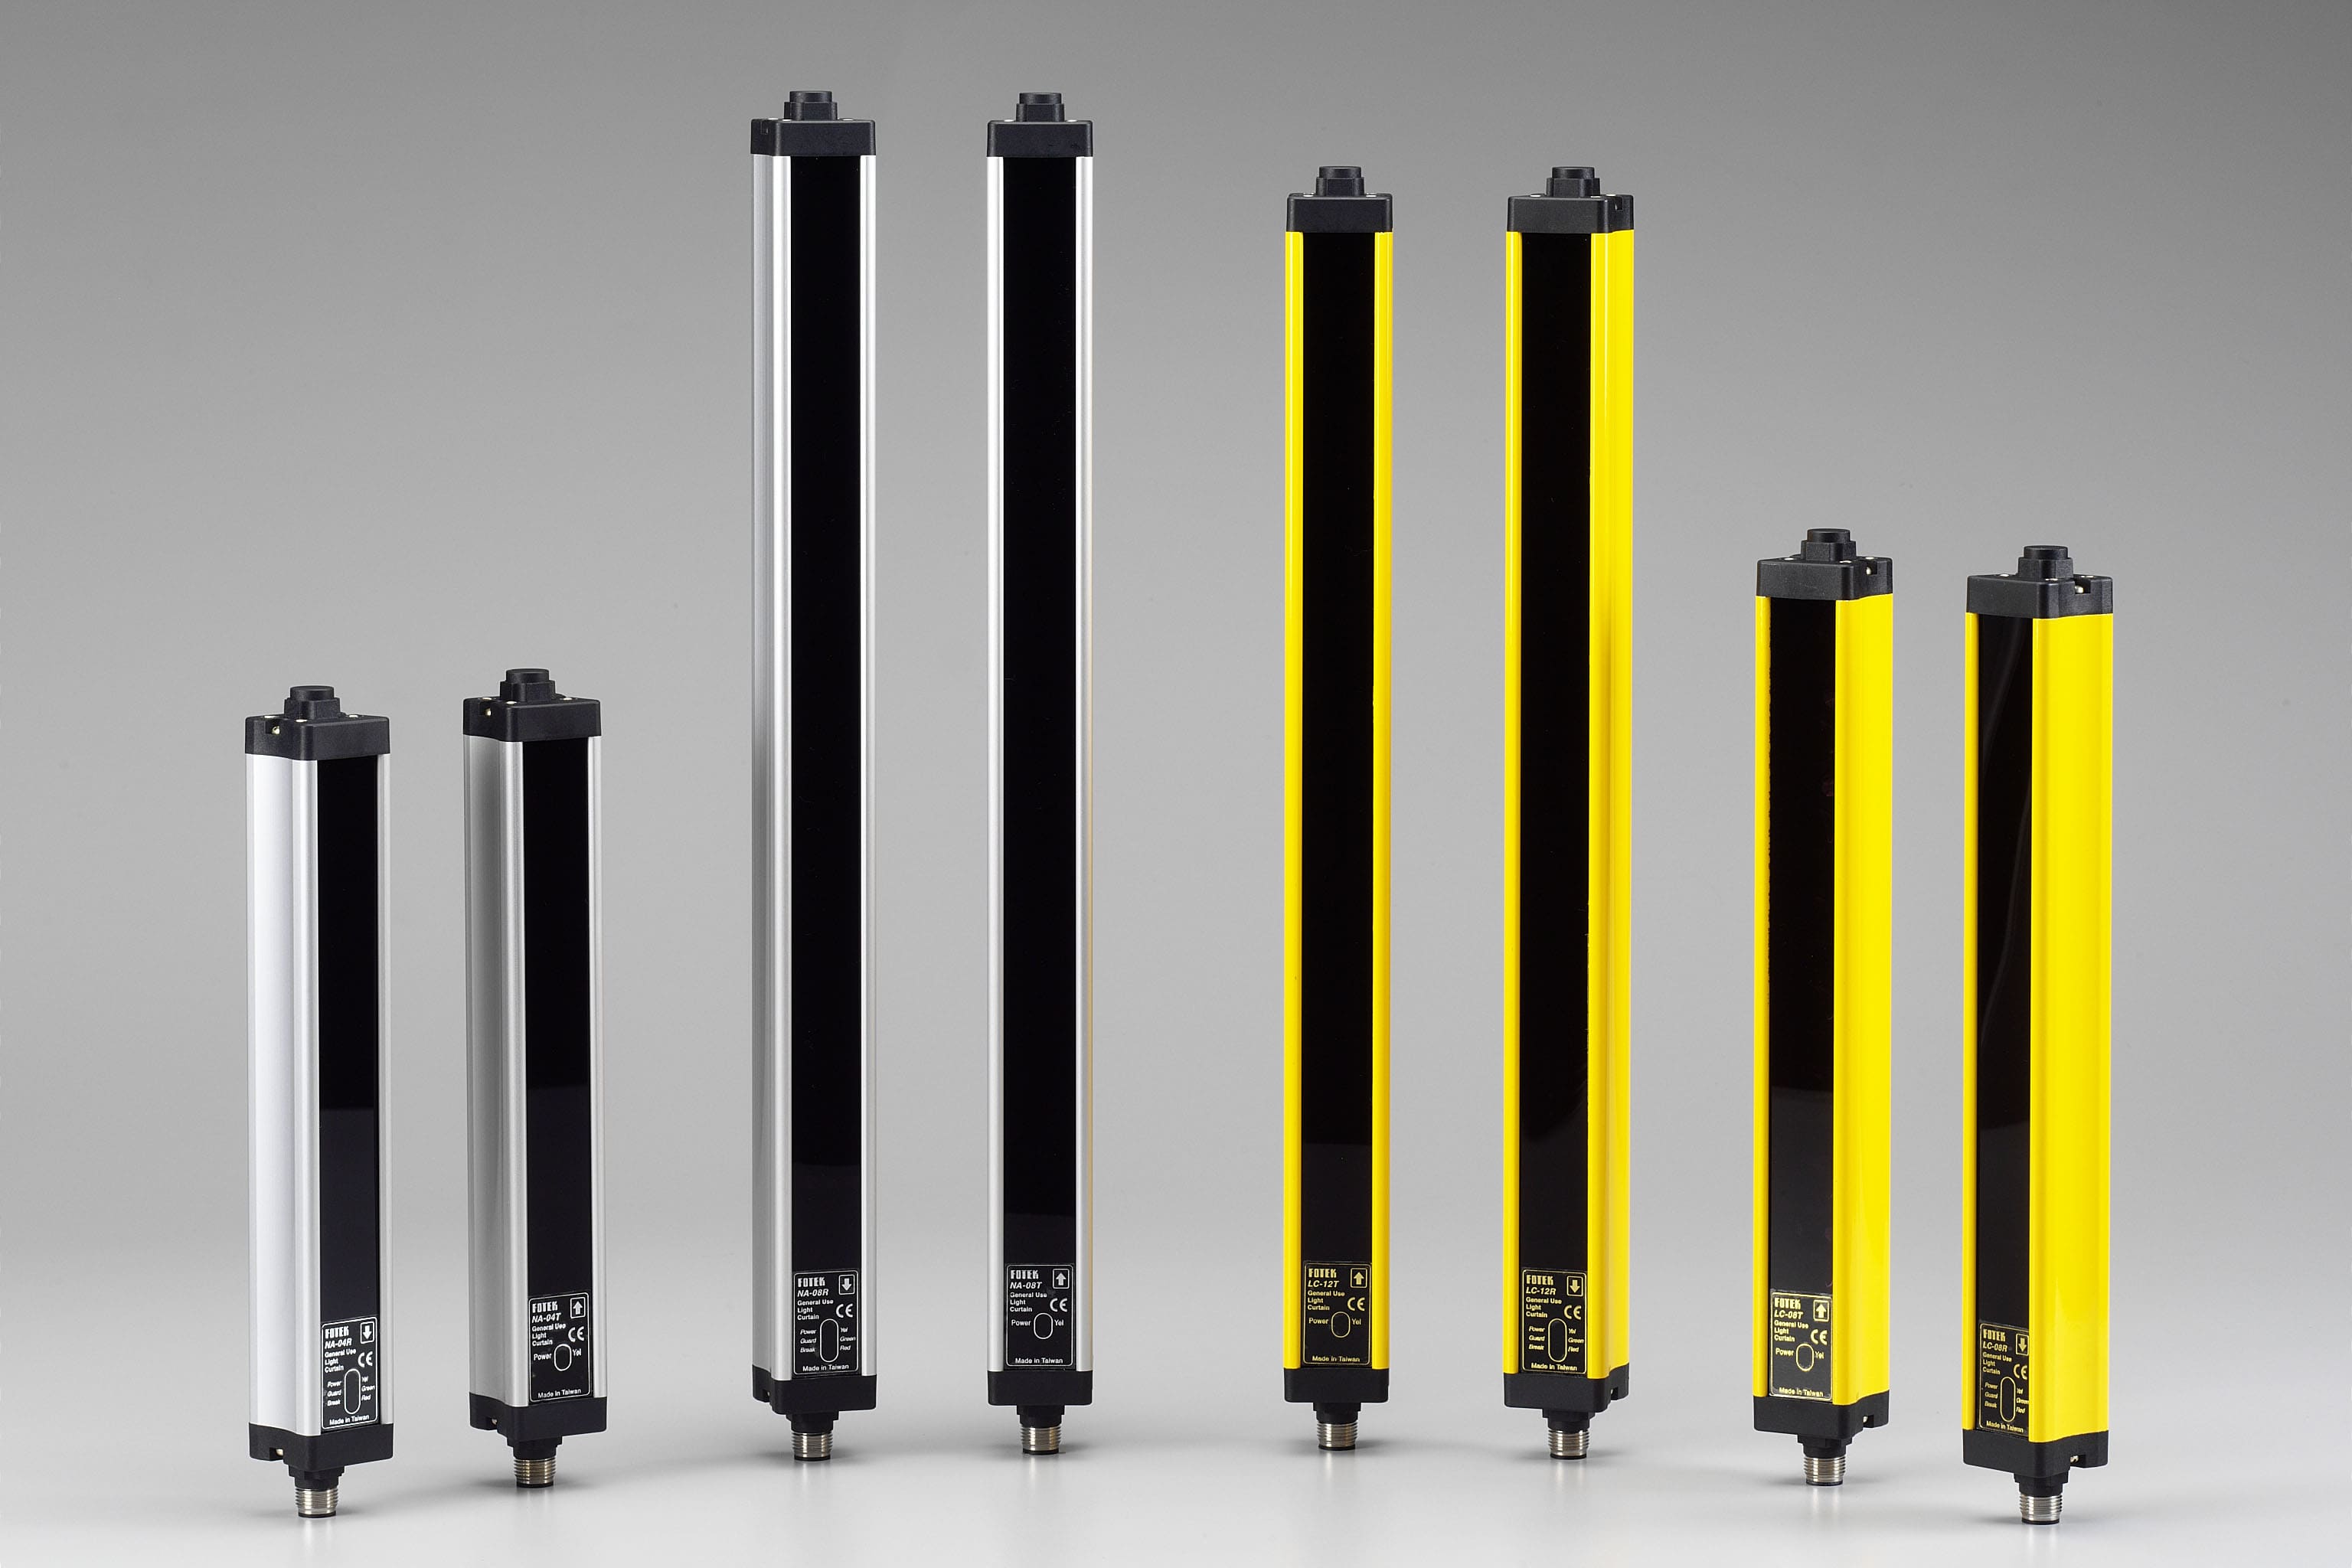 FOTEK
NA-04R
General Use
Light
Curtain
CE
Power Yel
Guard Green
Break Red
Made in Taiwan
FOTEK
NA-04T
General Use
Light
Curtain
CE
Power Yel
Made in Taiwan
FOTEK
NA-08R
General Use
Light
Curtain
CE
Power Yel
Guard Green
Break Red
Made in Taiwan
FOTEK
NA-08T
General Use
Light
Curtain
CE
Power Yel
Made in Taiwan
FOTEK
LC-12T
General Use
Light
Curtain
CE
Power Yel
Made in Taiwan
FOTEK
LC-12R
General Use
Light
Curtain
CE
Power Yel
Guard Green
Break Red
Made in Taiwan
FOTEK
LC-08T
General Use
Light
Curtain
CE
Power Yel
Made in Taiwan
FOTEK
LC-08R
General Use
Light
Curtain
CE
Power Yel
Guard Green
Break Red
Made in Taiwan